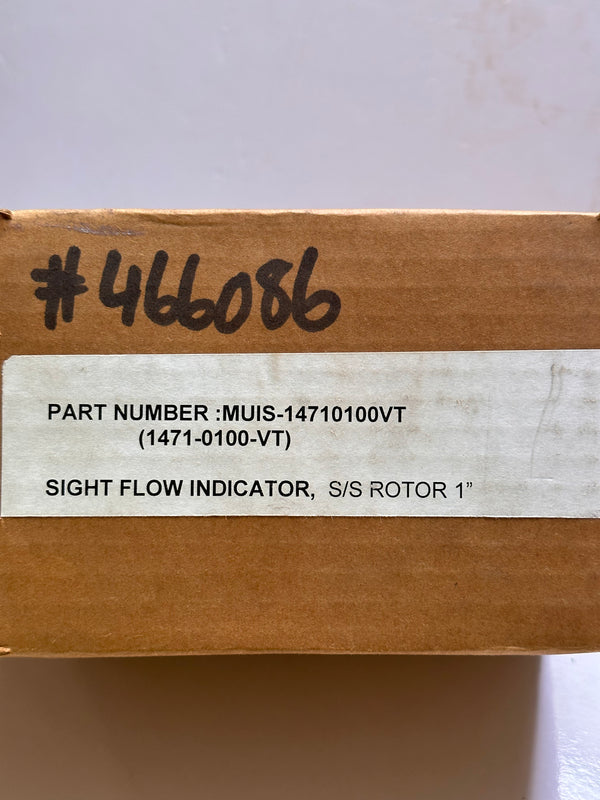 #466086
PART NUMBER :MUIS-14710100VT
(1471-0100-VT)
SIGHT FLOW INDICATOR, S/S ROTOR 1”